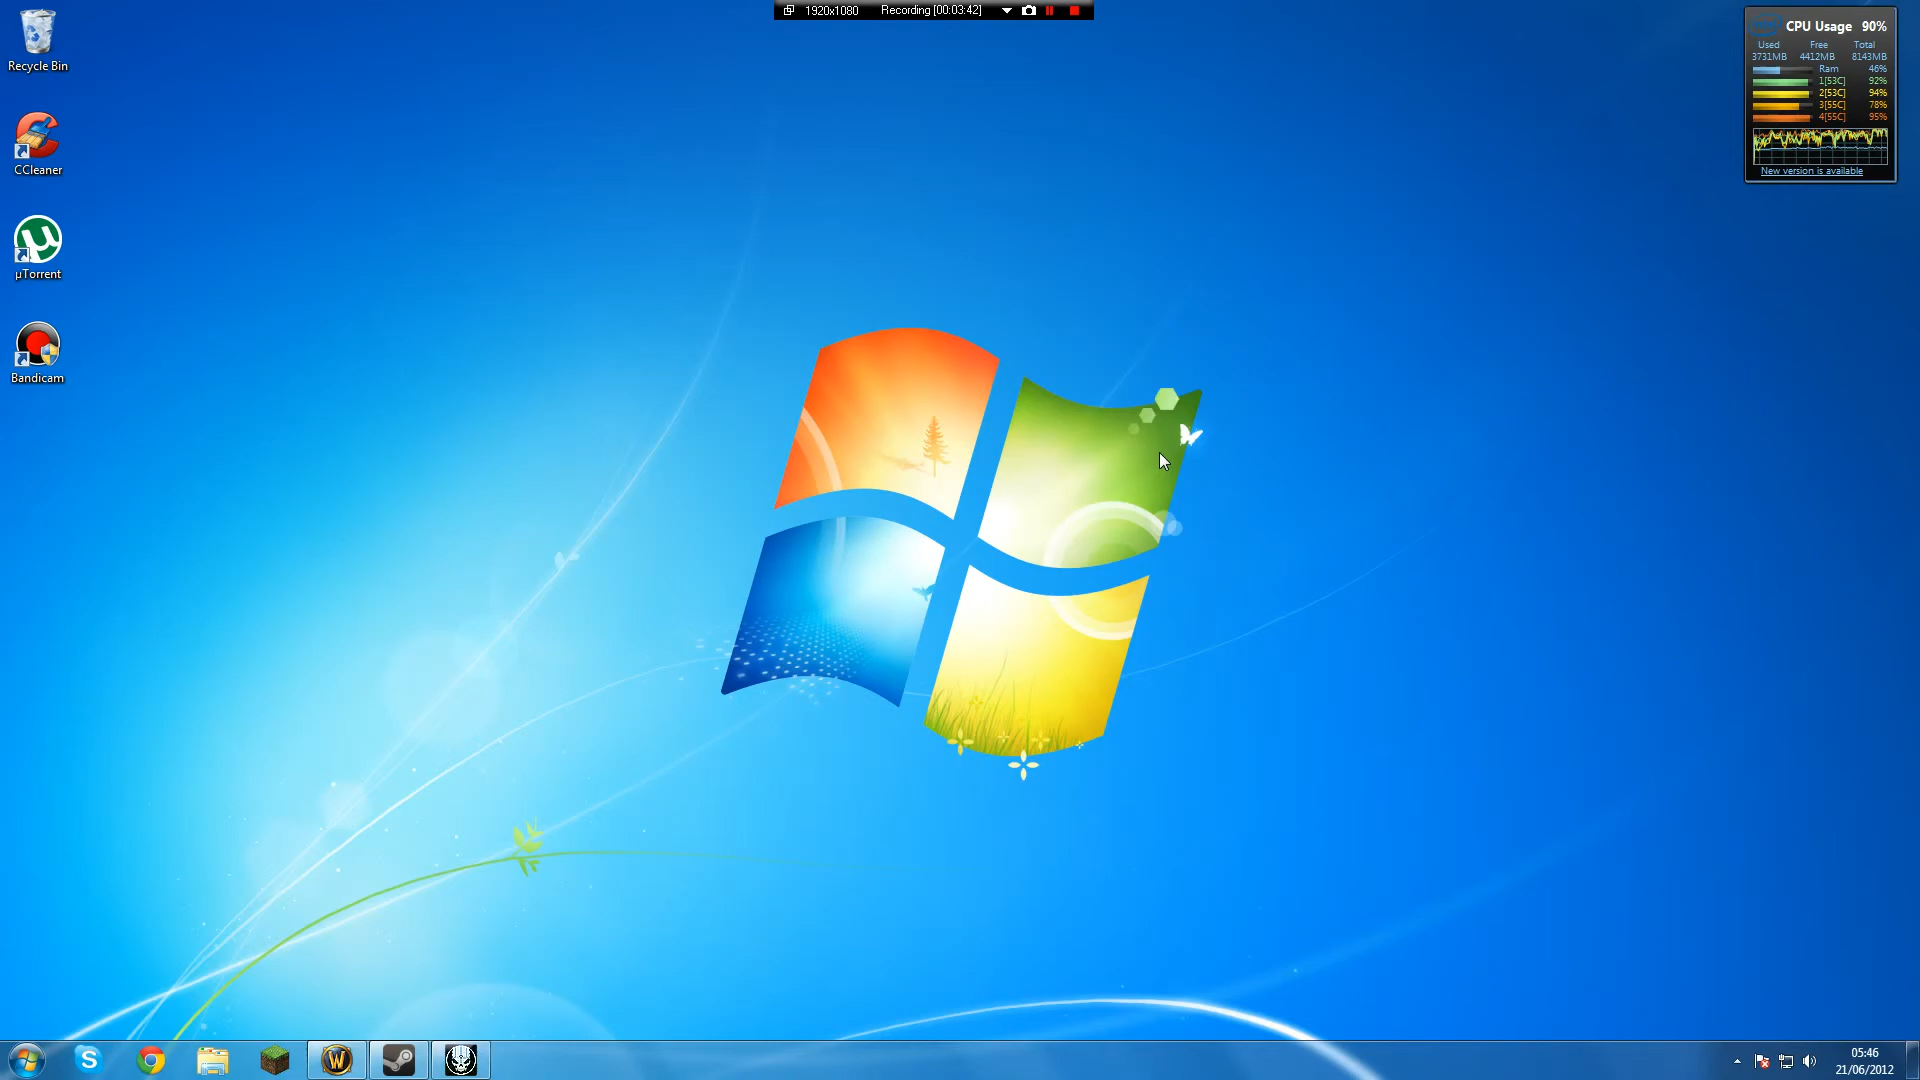 1920x1080 Recording [00:03:42]
Recycle Bin
CCleaner
µTorrent
Bandicam
CPU Usage 90%
Used Free Total
3731MB 4412MB 8143MB
Ram 46%
1[53C] 92%
2[53C] 94%
3[55C] 78%
4[55C] 95%
New version is available
05:46
21/06/2012